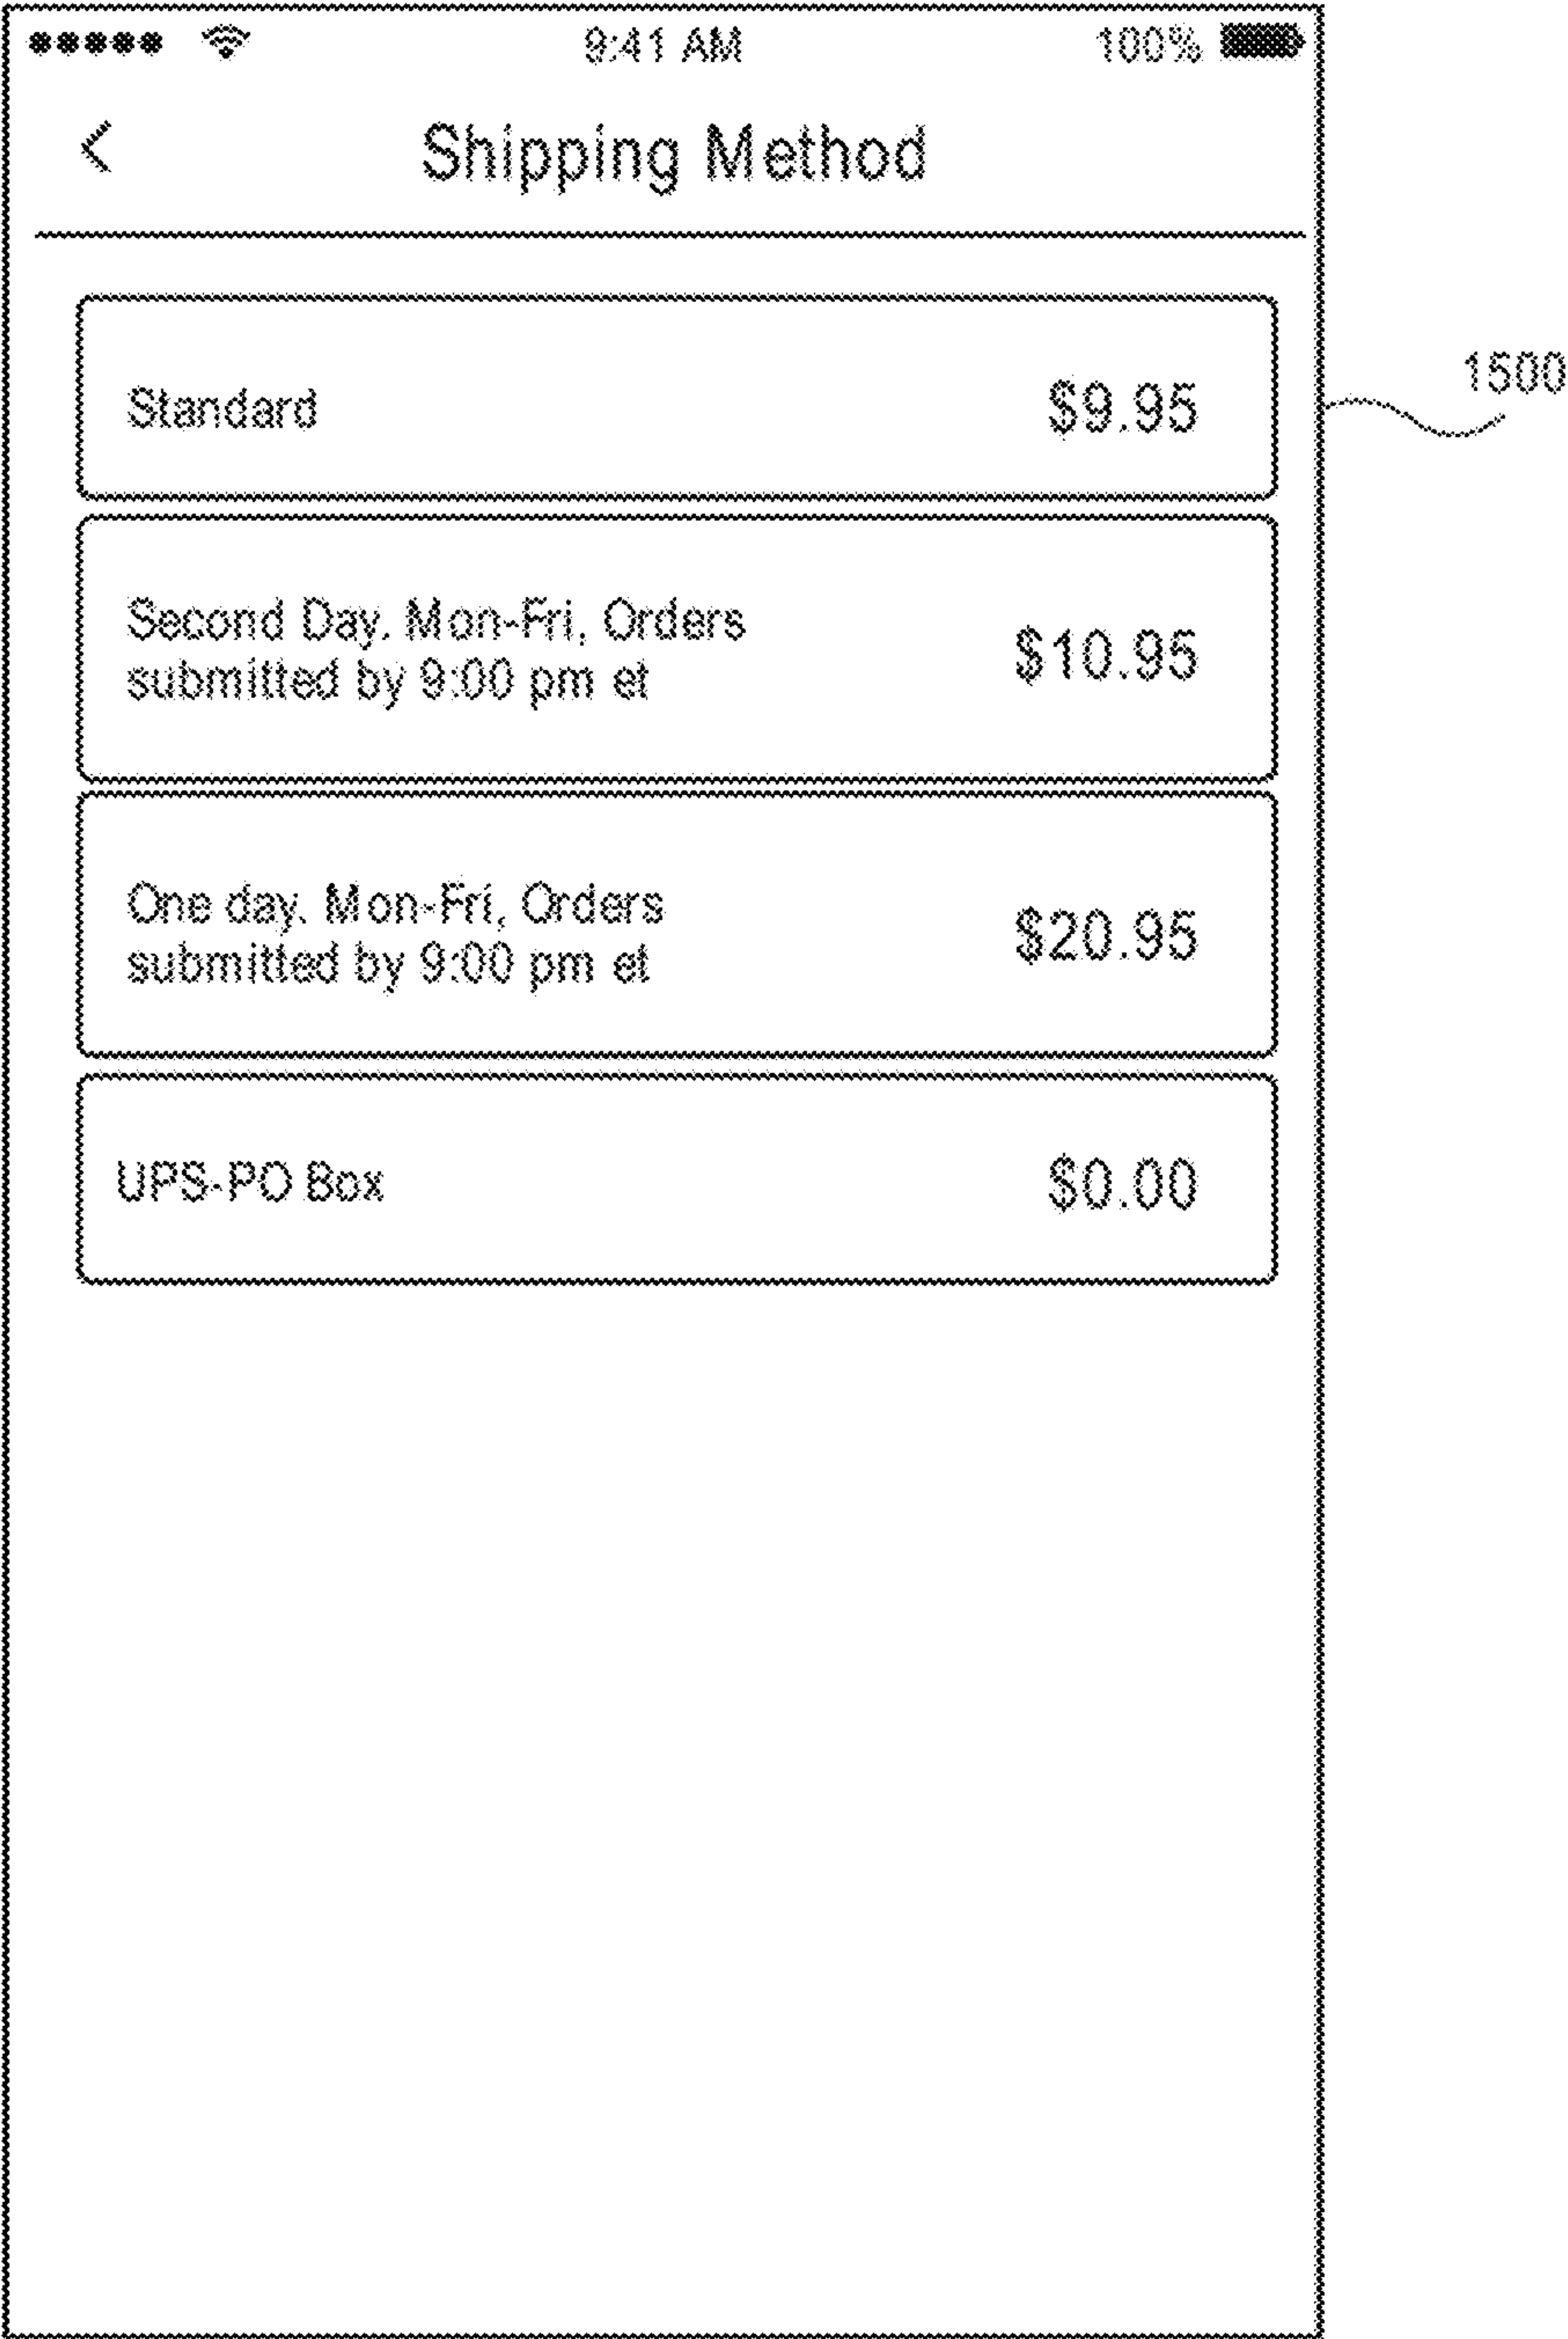 9:41 AM 100%
< Shipping Method
Standard $9.95
1500
Second Day. Mon-Fri, Orders
submitted by 9:00 pm et
$10.95
One day. Mon-Fri, Orders
submitted by 9:00 pm et
$20.95
UPS-PO Box $0.00